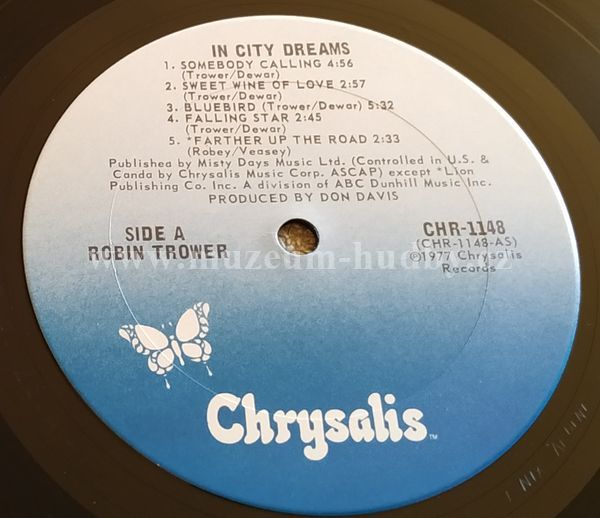 IN CITY DREAMS
1. SOMEBODY CALLING 4:56
(Trower/Dewar)
2. SWEET WINE OF LOVE 2:57
(Trower/Dewar)
3. BLUEBIRD (Trower/Dewar) 5:32
4. FALLING STAR 2:45
(Trower/Dewar)
5. *FARTHER UP THE ROAD 2:33
(Robey/Veasey)
Published by Misty Days Music Ltd. (Controlled in U.S. &
Canda by Chrysalis Music Corp. ASCAP) except *Lion
Publishing Co. Inc. A division of ABC Dunhill Music Inc.
PRODUCED BY DON DAVIS
SIDE A
ROBIN TROWER
CHR-1148
(CHR-1148-AS)
Ⓟ1977 Chrysalis
Records
www.muzeum-hudby.cz
Chrysalis™